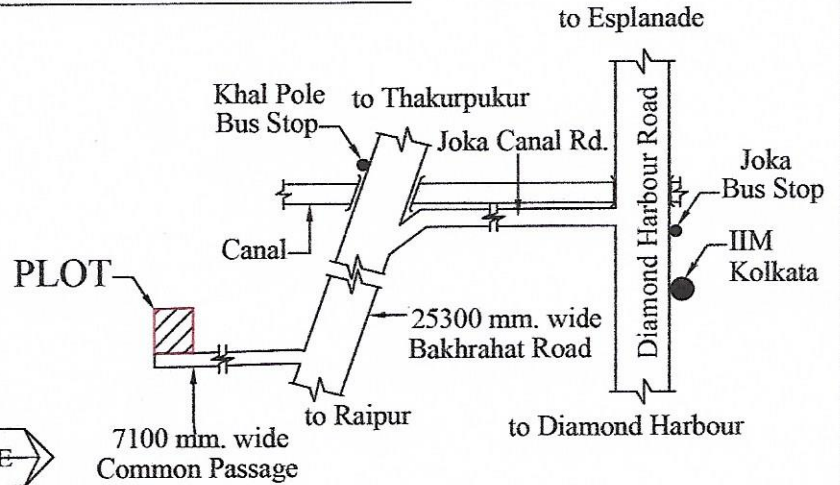 to Esplanade
Khal Pole
Bus Stop
to Thakurpukur
Joka Canal Rd.
Diamond Harbour Road
Joka
Bus Stop
Canal
IIM
Kolkata
PLOT
25300 mm. wide
Bakhrahat Road
to Raipur
to Diamond Harbour
7100 mm. wide
Common Passage
E